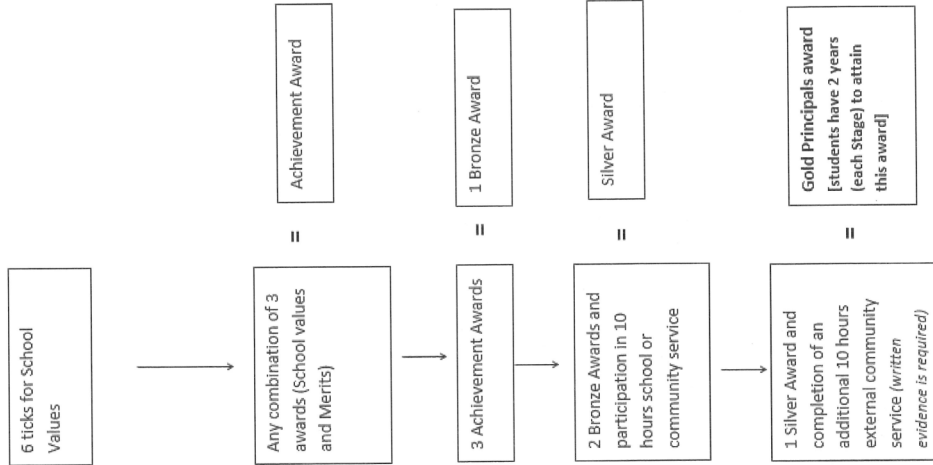 6 ticks for School
Values
Any combination of 3
awards (School values
and Merits)
=
Achievement Award
3 Achievement Awards
=
1 Bronze Award
2 Bronze Awards and
participation in 10
hours school or
community service
=
Silver Award
1 Silver Award and
completion of an
additional 10 hours
external community
service (written
evidence is required)
=
Gold Principals award
[students have 2 years
(each Stage) to attain
this award]